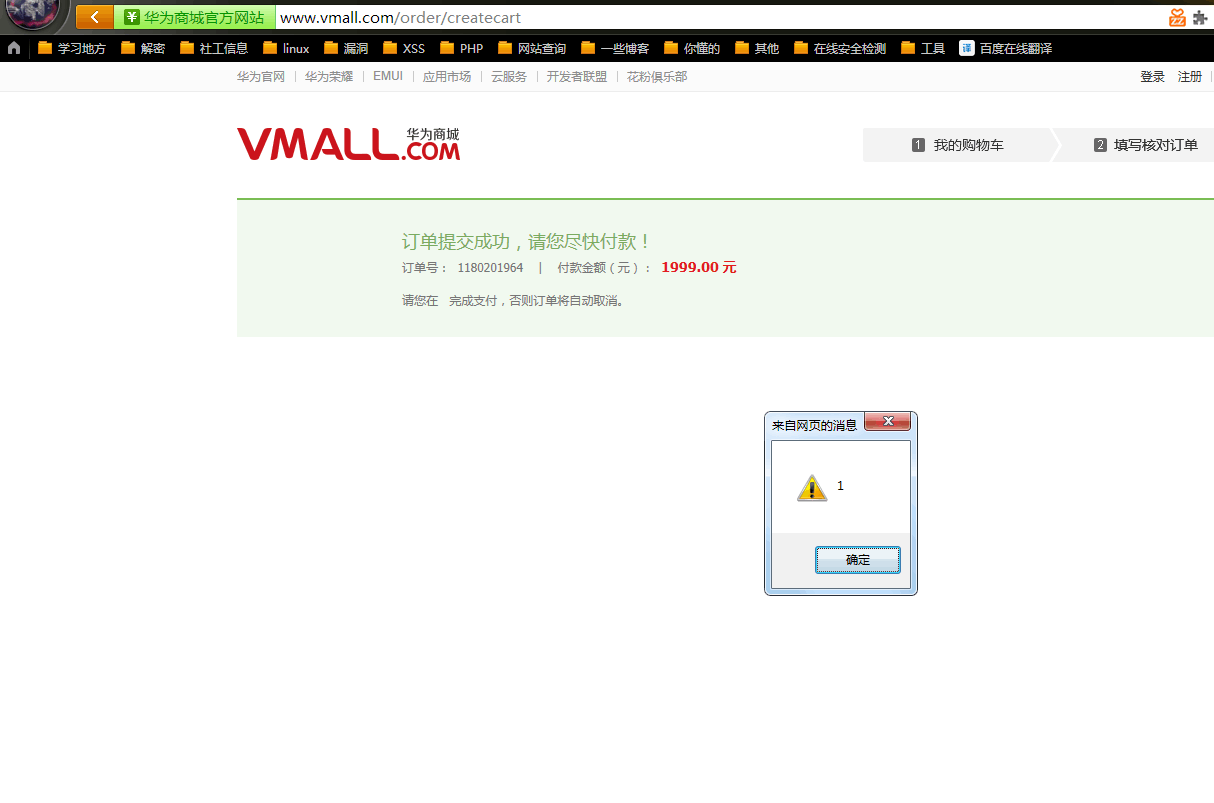 华为商城官方网站 www.vmall.com/order/createcart
学习地方 解密 社工信息 linux 漏洞 XSS PHP 网站查询 一些博客 你懂的 其他 在线安全检测 工具 译 百度在线翻译
华为官网 | 华为荣耀 | EMUI | 应用市场 | 云服务 | 开发者联盟 | 花粉俱乐部 登录 注册
VMALL.COM 华为商城
1 我的购物车 2 填写核对订单
订单提交成功，请您尽快付款！
订单号： 1180201964 | 付款金额（元）： 1999.00 元
请您在 完成支付，否则订单将自动取消。
来自网页的消息
1
确定